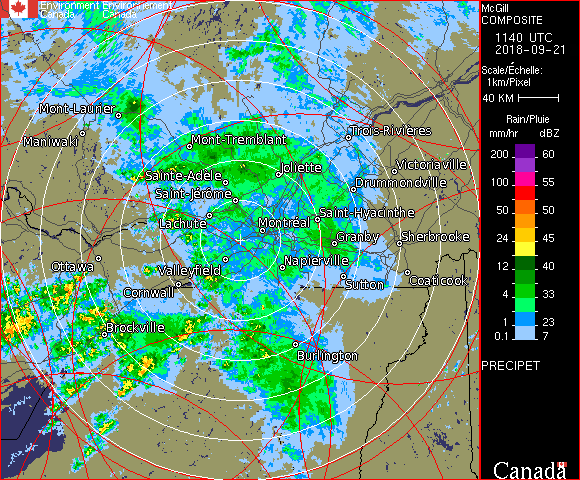 Environment Environnement
Canada Canada
McGill
COMPOSITE
1140 UTC
2018-09-21
Scale/Échelle:
1km/Pixel
40 KM
Rain/Pluie
mm/hr dBZ
200 60
100 55
50 50
24 45
12 40
4 33
1 23
0.1 7
PRECIPET
Canada
Mont-Laurier
Maniwaki
Mont-Tremblant
Trois-Rivières
Joliette
Victoriaville
Sainte-Adèle
Drummondville
Saint-Jérôme
Saint-Hyacinthe
Lachute
Montréal
Granby
Sherbrooke
Ottawa
Valleyfield
Napierville
Cornwall
Sutton
Coaticook
Brockville
Burlington